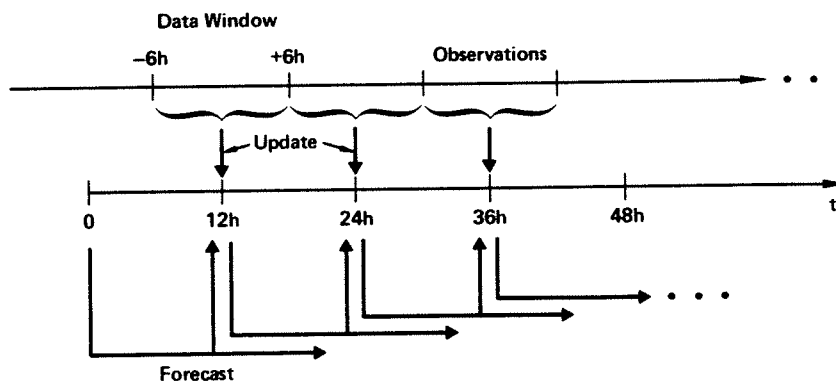 Data Window
−6h +6h Observations
Update
0 12h 24h 36h 48h t
Forecast